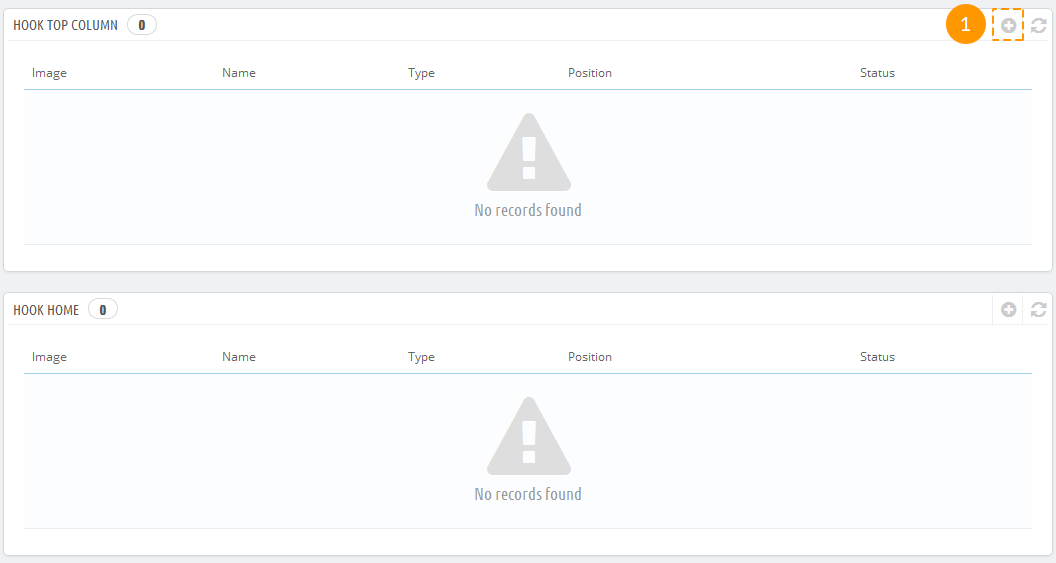 HOOK TOP COLUMN 0 1
Image Name Type Position Status
No records found
HOOK HOME 0
Image Name Type Position Status
No records found